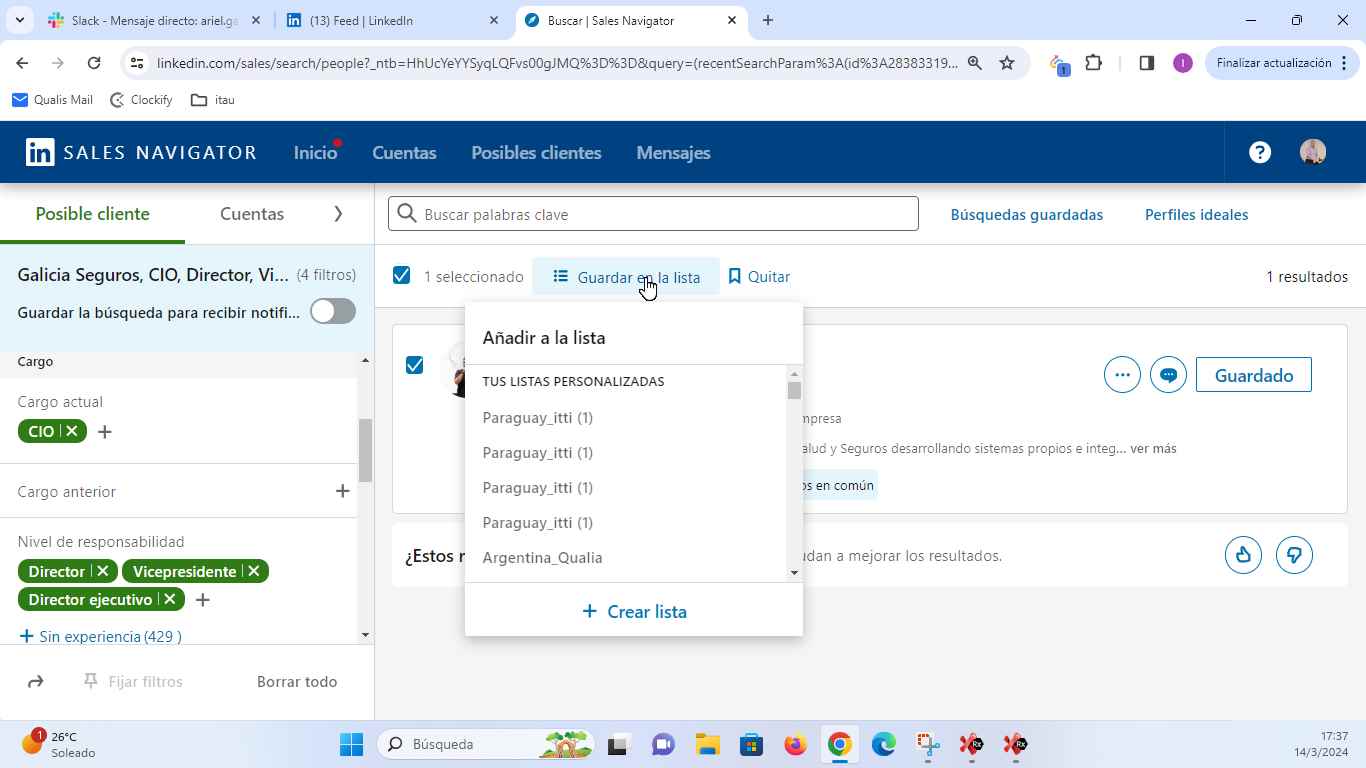 Slack - Mensaje directo: ariel.ga
(13) Feed | LinkedIn
Buscar | Sales Navigator
linkedin.com/sales/search/people?_ntb=HhUcYeYYSyqLQFvs00gJMQ%3D%3D&query=(recentSearchParam%3A(id%3A28383319...
1
I
Finalizar actualización
Qualis Mail
Clockify
itau
in SALES NAVIGATOR
Inicio
Cuentas
Posibles clientes
Mensajes
?
Posible cliente
Cuentas
Buscar palabras clave
Búsquedas guardadas
Perfiles ideales
Galicia Seguros, CIO, Director, Vi... (4 filtros)
Guardar la búsqueda para recibir notifi...
1 seleccionado
Guardar en la lista
Quitar
1 resultados
Cargo
Cargo actual
CIO
Cargo anterior
Nivel de responsabilidad
Director
Vicepresidente
Director ejecutivo
+ Sin experiencia (429 )
Fijar filtros
Borrar todo
Añadir a la lista
TUS LISTAS PERSONALIZADAS
Paraguay_itti (1)
Paraguay_itti (1)
Paraguay_itti (1)
Paraguay_itti (1)
Argentina_Qualia
+ Crear lista
Guardado
mpresa
alud y Seguros desarrollando sistemas propios e integ... ver más
os en común
¿Estos r
udan a mejorar los resultados.
1
26°C
Soleado
Búsqueda
Rx
Rx
17:37
14/3/2024